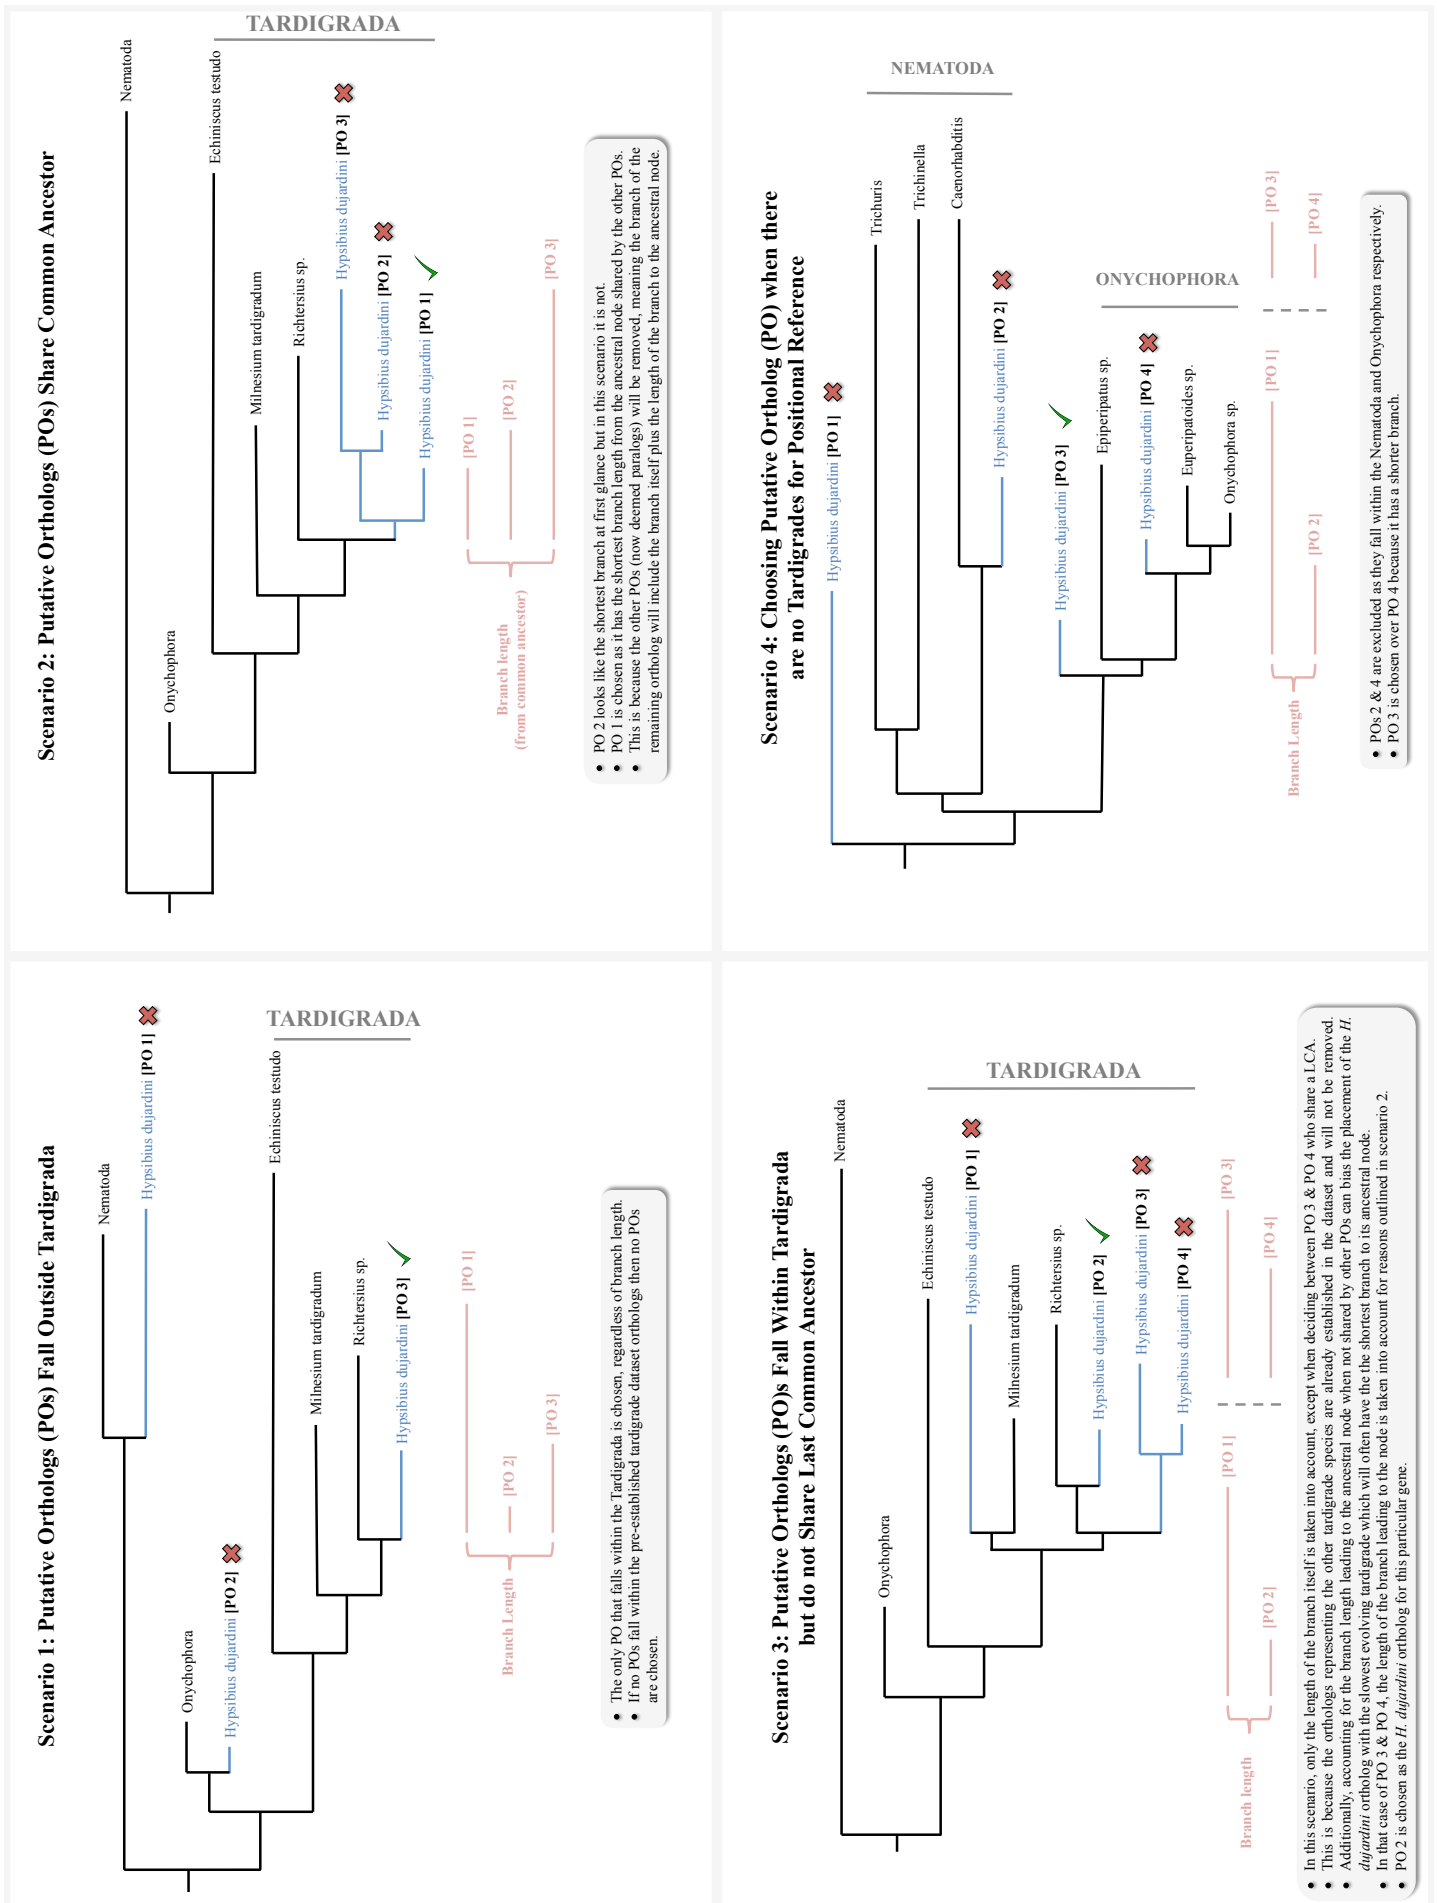 Scenario 1: Putative Orthologs (POs) Fall Outside Tardigrada
Nematoda
Hypsibius dujardini [PO 1]
Onychophora
Hypsibius dujardini [PO 2]
Echiniscus testudo
Milnesium tardigradum
Richtersius sp.
Hypsibius dujardini [PO 3]
TARDIGRADA
[PO 1]
[PO 2]
[PO 3]
Branch Length
• The only PO that falls within the Tardigrada is chosen, regardless of branch length.
• If no POs fall within the pre-established tardigrade dataset orthologs then no POs
are chosen.
Scenario 2: Putative Orthologs (POs) Share Common Ancestor
Nematoda
Onychophora
Echiniscus testudo
Milnesium tardigradum
Richtersius sp.
Hypsibius dujardini [PO 3]
Hypsibius dujardini [PO 2]
Hypsibius dujardini [PO 1]
TARDIGRADA
[PO 1]
[PO 2]
[PO 3]
Branch length
(from common ancestor)
• PO 2 looks like the shortest branch at first glance but in this scenario it is not.
• PO 1 is chosen as it has the shortest branch length from the ancestral node shared by the other POs.
• This is because the other POs (now deemed paralogs) will be removed, meaning the branch of the
remaining ortholog will include the branch itself plus the length of the branch to the ancestral node.
Scenario 3: Putative Orthologs (PO)s Fall Within Tardigrada
but do not Share Last Common Ancestor
Nematoda
Onychophora
Echiniscus testudo
Hypsibius dujardini [PO 1]
Milnesium tardigradum
Richtersius sp.
Hypsibius dujardini [PO 2]
Hypsibius dujardini [PO 3]
Hypsibius dujardini [PO 4]
TARDIGRADA
[PO 1]
[PO 3]
[PO 2]
[PO 4]
Branch length
• In this scenario, only the length of the branch itself is taken into account, except when deciding between PO 3 & PO 4 who share a LCA.
• This is because the orthologs representing the other tardigrade species are already established in the dataset and will not be removed.
• Additionally, accounting for the branch length leading to the ancestral node when not shared by other POs can bias the placement of the H.
dujardini ortholog with the slowest evolving tardigrade which will often have the the shortest branch to its ancestral node.
• In that case of PO 3 & PO 4, the length of the branch leading to the node is taken into account for reasons outlined in scenario 2.
• PO 2 is chosen as the H. dujardini ortholog for this particular gene.
Scenario 4: Choosing Putative Ortholog (PO) when there
are no Tardigrades for Positional Reference
Hypsibius dujardini [PO 1]
Trichuris
Trichinella
Caenorhabditis
Hypsibius dujardini [PO 2]
NEMATODA
Hypsibius dujardini [PO 3]
Epiperipatus sp.
Hypsibius dujardini [PO 4]
Euperipatoides sp.
Onychophora sp.
ONYCHOPHORA
[PO 1]
[PO 3]
[PO 2]
[PO 4]
Branch Length
• POs 2 & 4 are excluded as they fall within the Nematoda and Onychophora respectively.
• PO 3 is chosen over PO 4 because it has a shorter branch.